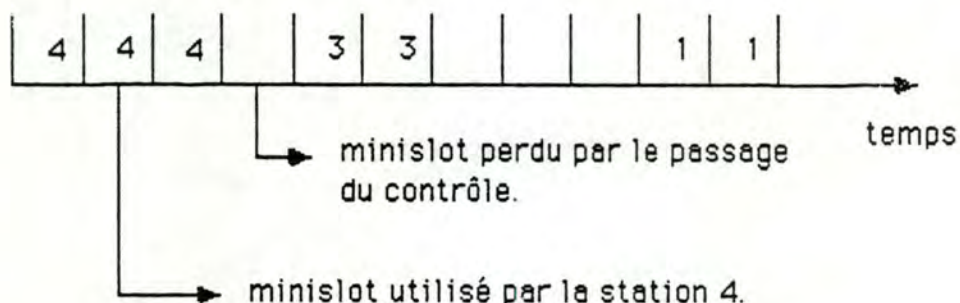 4 4 4 3 3 1 1
temps
minislot perdu par le passage
du contrôle.
minislot utilisé par la station 4.